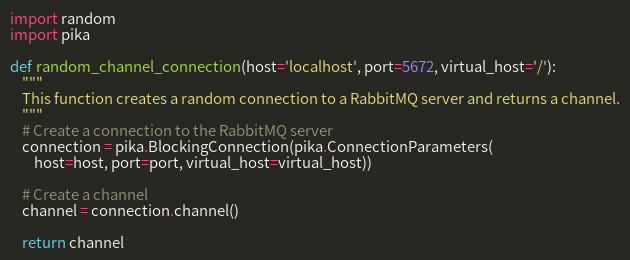 import random
import pika

def random_channel_connection(host='localhost', port=5672, virtual_host='/'):
    """
    This function creates a random connection to a RabbitMQ server and returns a channel.
    """
    # Create a connection to the RabbitMQ server
    connection = pika.BlockingConnection(pika.ConnectionParameters(
        host=host, port=port, virtual_host=virtual_host))

    # Create a channel
    channel = connection.channel()

    return channel